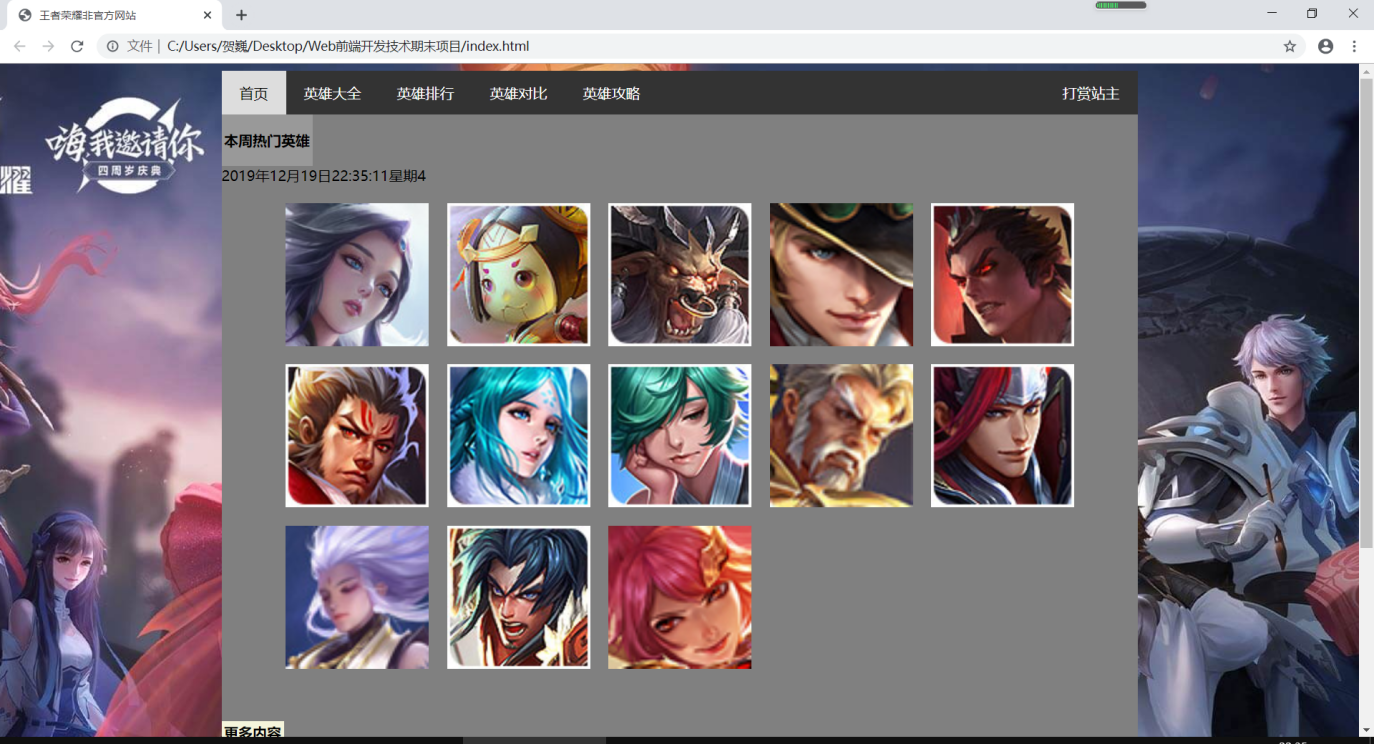 王者荣耀非官方网站
文件 | C:/Users/贺巍/Desktop/Web前端开发技术期末项目/index.html
首页 英雄大全 英雄排行 英雄对比 英雄攻略 打赏站主
嗨 我邀请你
四周岁庆典
耀
本周热门英雄
2019年12月19日22:35:11星期4
更多内容